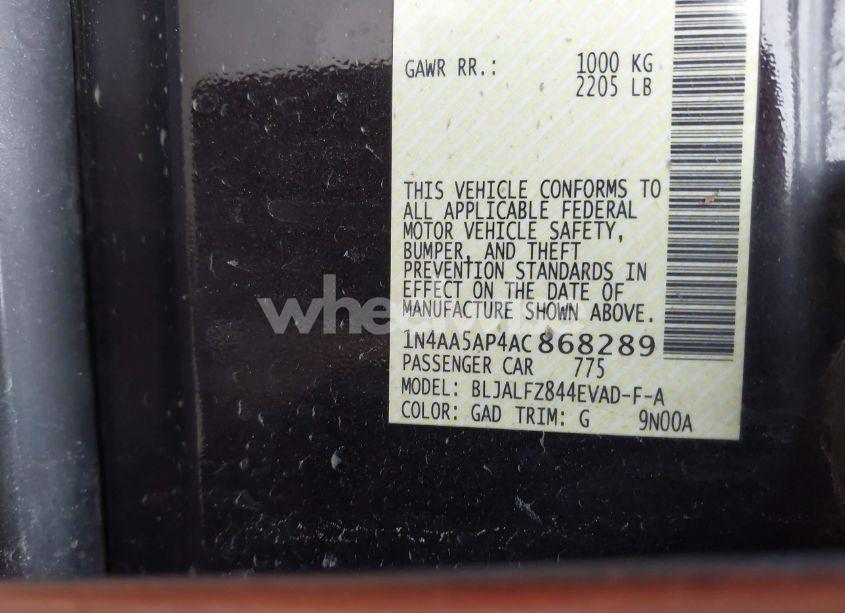 GAWR RR.: 1000 KG
2205 LB
THIS VEHICLE CONFORMS TO
ALL APPLICABLE FEDERAL
MOTOR VEHICLE SAFETY,
BUMPER, AND THEFT
PREVENTION STANDARDS IN
EFFECT ON THE DATE OF
MANUFACTURE SHOWN ABOVE.
1N4AA5AP4AC868289
PASSENGER CAR 775
MODEL: BLJALFZ844EVAD-F-A
COLOR: GAD TRIM: G 9N00A